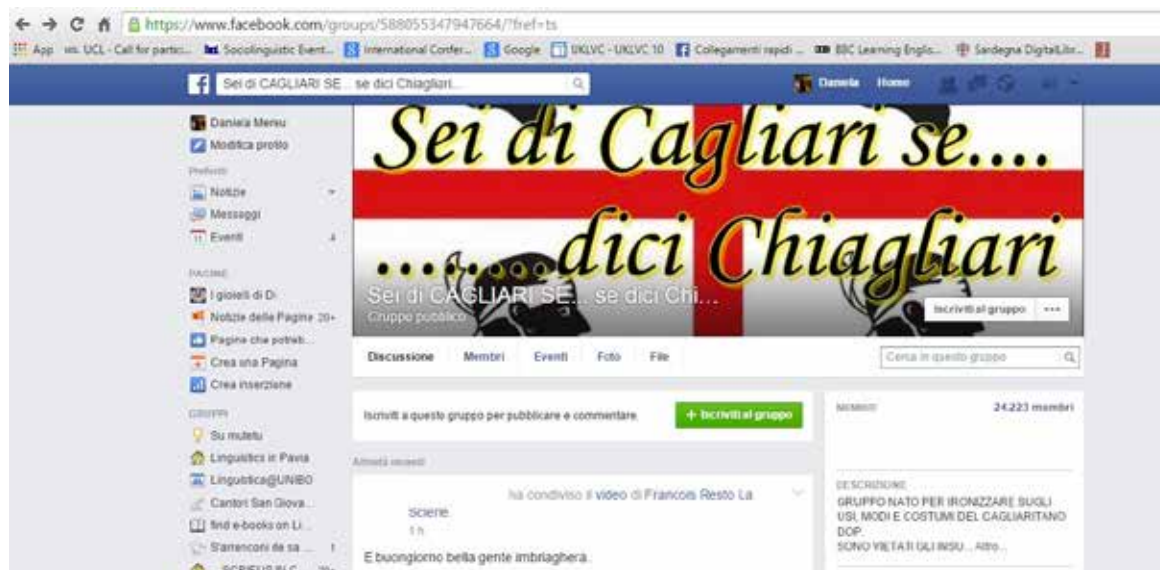 https://www.facebook.com/groups/588055347947664/?fref=ts
App
UCL - Call for partic...
Sociolinguistic Event...
International Confer...
Google
UKLVC - UKLVC 10
Collegamenti rapidi ...
BBC Learning Englis...
Sardegna DigitalLibr...
Sei di CAGLIARI SE... se dici Chiagliari...
Daniela Home
Daniela Mereu
Modifica profilo
Preferiti
Notizie
Messaggi
Eventi 4
PAGINE
I gioielli di Di
Notizie delle Pagine 20+
Pagine che potreb...
Crea una Pagina
Crea inserzione
GRUPPI
Su mutetu
Linguistics in Pavia
Linguistica@UNIBO
Cantori San Giova...
find e-books on Li...
S'arrenconi de sa ... 1
Sei di Cagliari se....
........dici Chiagliari
Sei di CAGLIARI SE... se dici Chi...
Gruppo pubblico
Iscriviti al gruppo
Discussione Membri Eventi Foto File
Cerca in questo gruppo
Iscriviti a questo gruppo per pubblicare e commentare.
+ Iscriviti al gruppo
Attività recenti
ha condiviso il video di Francois Resto La
Scierie.
1 h
E buongiorno bella gente imbriaghera..
MEMBRI 24.223 membri
DESCRIZIONE
GRUPPO NATO PER IRONIZZARE SUGLI
USI, MODI E COSTUMI DEL CAGLIARITANO
DOP.
SONO VIETATI GLI INSU... Altro...